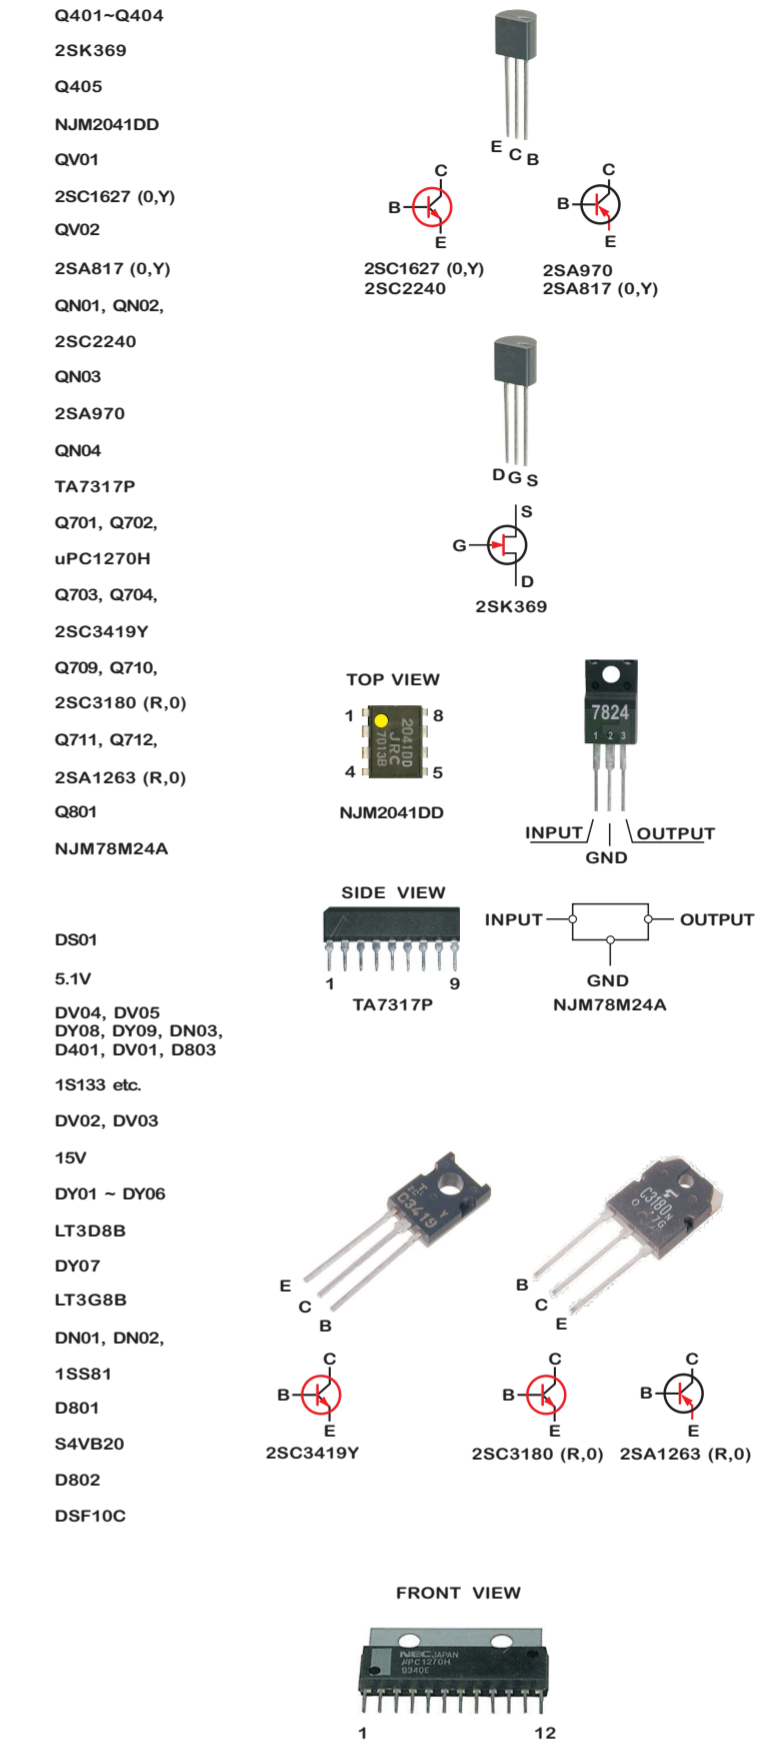 Q401~Q404
2SK369
Q405
NJM2041DD
QV01
2SC1627 (0,Y)
QV02
2SA817 (0,Y)
QN01, QN02,
2SC2240
QN03
2SA970
QN04
TA7317P
Q701, Q702,
uPC1270H
Q703, Q704,
2SC3419Y
Q709, Q710,
2SC3180 (R,0)
Q711, Q712,
2SA1263 (R,0)
Q801
NJM78M24A
DS01
5.1V
DV04, DV05
DY08, DY09, DN03,
D401, DV01, D803
1S133 etc.
DV02, DV03
15V
DY01 ~ DY06
LT3D8B
DY07
LT3G8B
DN01, DN02,
1SS81
D801
S4VB20
D802
DSF10C
E C B
C
B
E
2SC1627 (0,Y)
2SC2240
C
B
E
2SA970
2SA817 (0,Y)
D G S
S
G
D
2SK369
TOP VIEW
1 8
2041DD
JRC
7013B
4 5
NJM2041DD
7824
1 2 3
INPUT OUTPUT
GND
SIDE VIEW
1 9
TA7317P
INPUT OUTPUT
GND
NJM78M24A
C3419
Y
E
C
B
C
B
E
2SC3419Y
C3180N
O 7G
B
C
E
C
B
E
2SC3180 (R,0)
C
B
E
2SA1263 (R,0)
FRONT VIEW
NEC JAPAN
μPC1270H
9340E
1 12